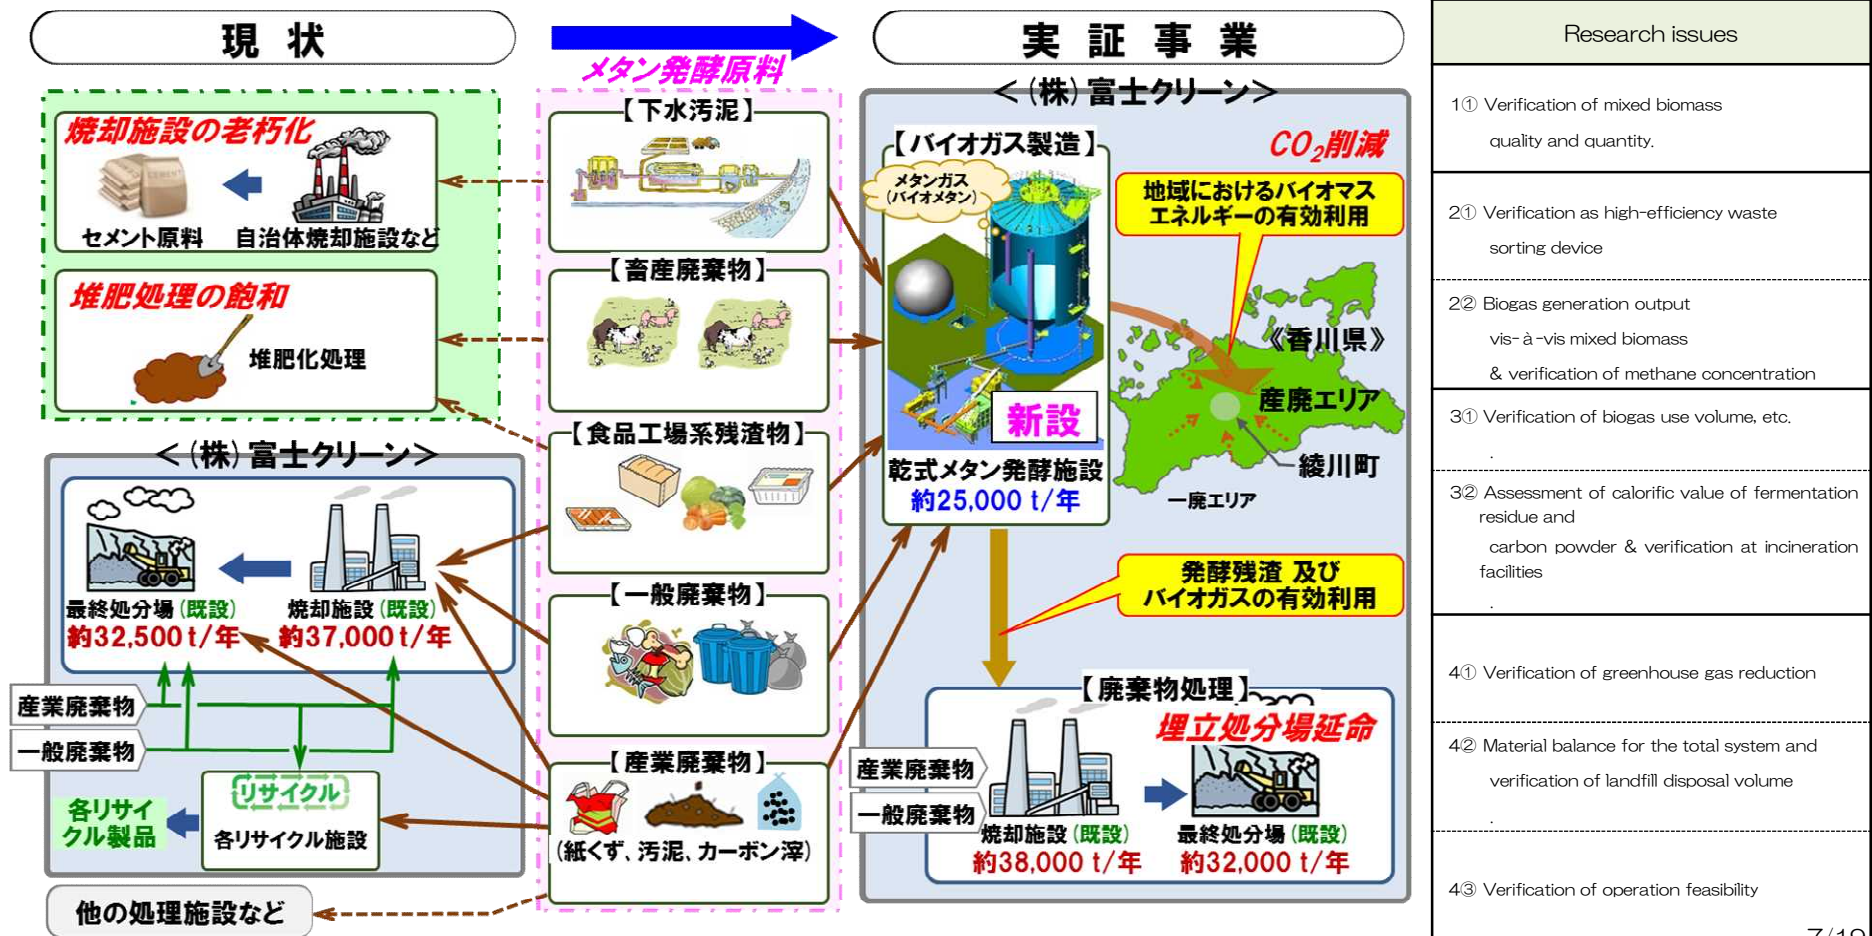 現 状
メタン発酵原料
実 証 事 業
焼却施設の老朽化
CEMENT
セメント原料
自治体焼却施設など
堆肥処理の飽和
堆肥化処理
＜(株)富士クリーン＞
最終処分場(既設)
約32,500t/年
焼却施設(既設)
約37,000t/年
産業廃棄物
一般廃棄物
リサイクル
各リサイクル施設
各リサイ
クル製品
他の処理施設など
【下水汚泥】
【畜産廃棄物】
【食品工場系残渣物】
【一般廃棄物】
【産業廃棄物】
(紙くず、汚泥、カーボン滓)
＜(株)富士クリーン＞
【バイオガス製造】
メタンガス
(バイオメタン)
新設
乾式メタン発酵施設
約25,000 t/年
CO₂削減
地域におけるバイオマス
エネルギーの有効利用
《香川県》
産廃エリア
綾川町
一廃エリア
発酵残渣 及び
バイオガスの有効利用
【廃棄物処理】
埋立処分場延命
産業廃棄物
一般廃棄物
焼却施設(既設)
約38,000 t/年
最終処分場(既設)
約32,000 t/年
Research issues
1① Verification of mixed biomass
quality and quantity.
2① Verification as high-efficiency waste
sorting device
2② Biogas generation output
vis-à-vis mixed biomass
& verification of methane concentration
3① Verification of biogas use volume, etc.
.
3② Assessment of calorific value of fermentation
residue and
carbon powder & verification at incineration
facilities
.
4① Verification of greenhouse gas reduction
4② Material balance for the total system and
verification of landfill disposal volume
.
4③ Verification of operation feasibility